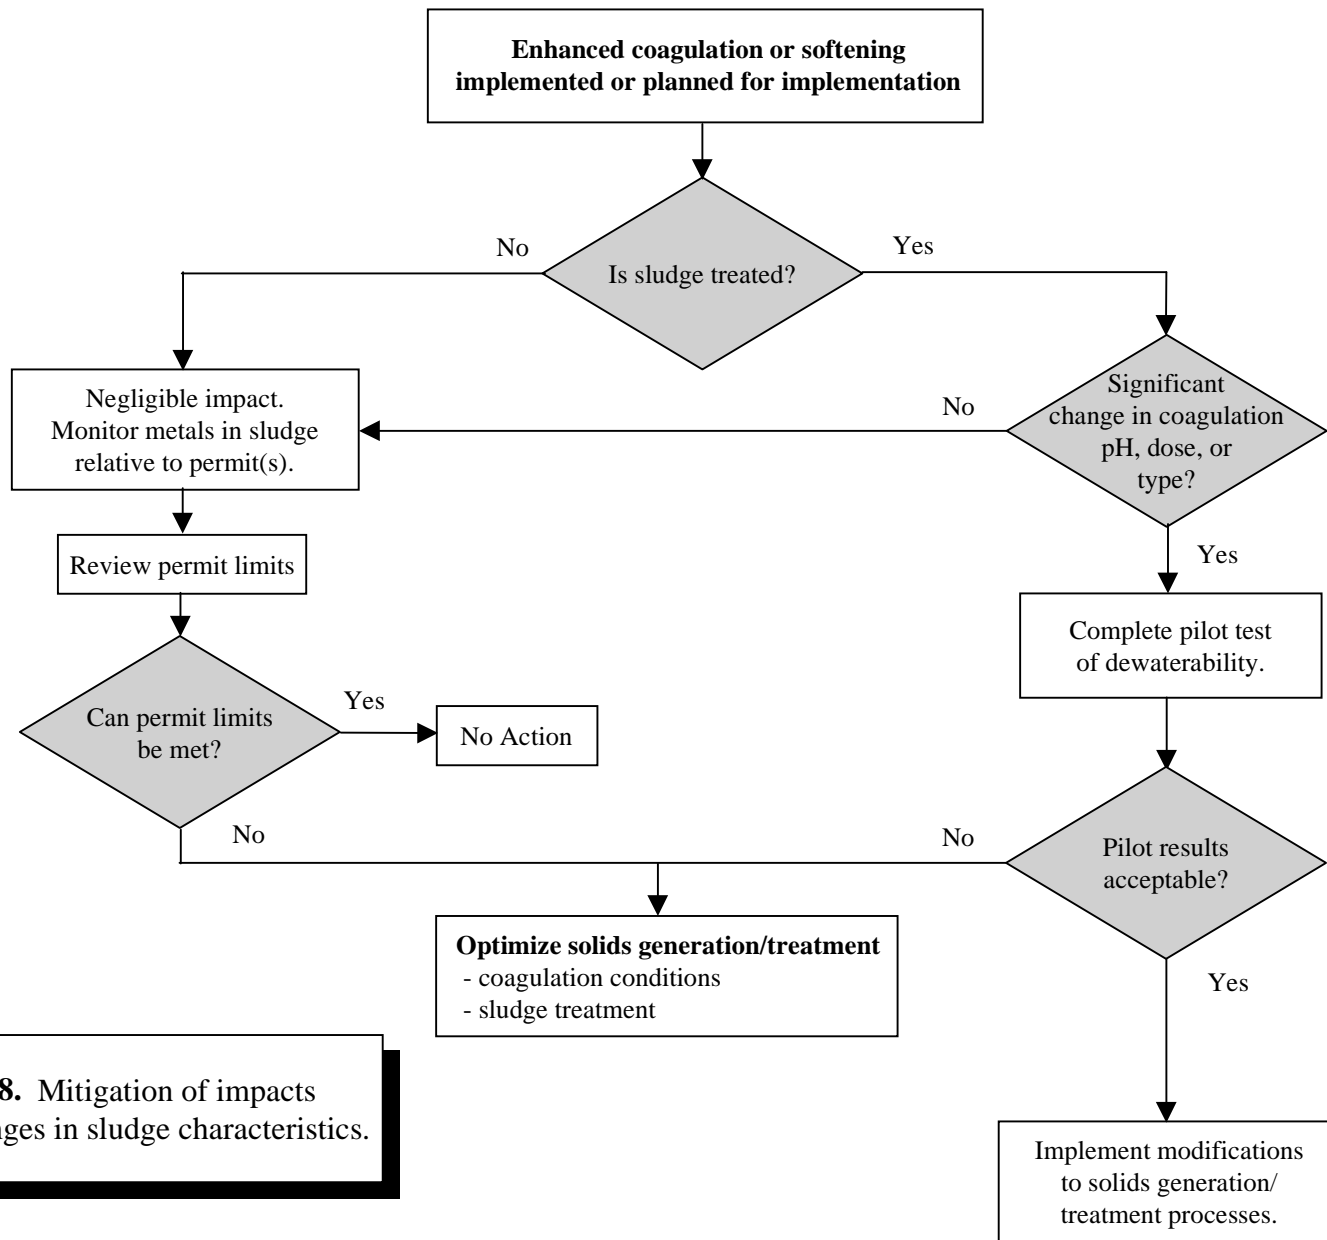 Enhanced coagulation or softening
implemented or planned for implementation
No
Yes
Is sludge treated?
Negligible impact.
Monitor metals in sludge
relative to permit(s).
No
Significant
change in coagulation
pH, dose, or
type?
Yes
Review permit limits
Complete pilot test
of dewaterability.
Can permit limits
be met?
Yes
No Action
No
No
Pilot results
acceptable?
Optimize solids generation/treatment
- coagulation conditions
- sludge treatment
Yes
8. Mitigation of impacts
in sludge characteristics.
Implement modifications
to solids generation/
treatment processes.